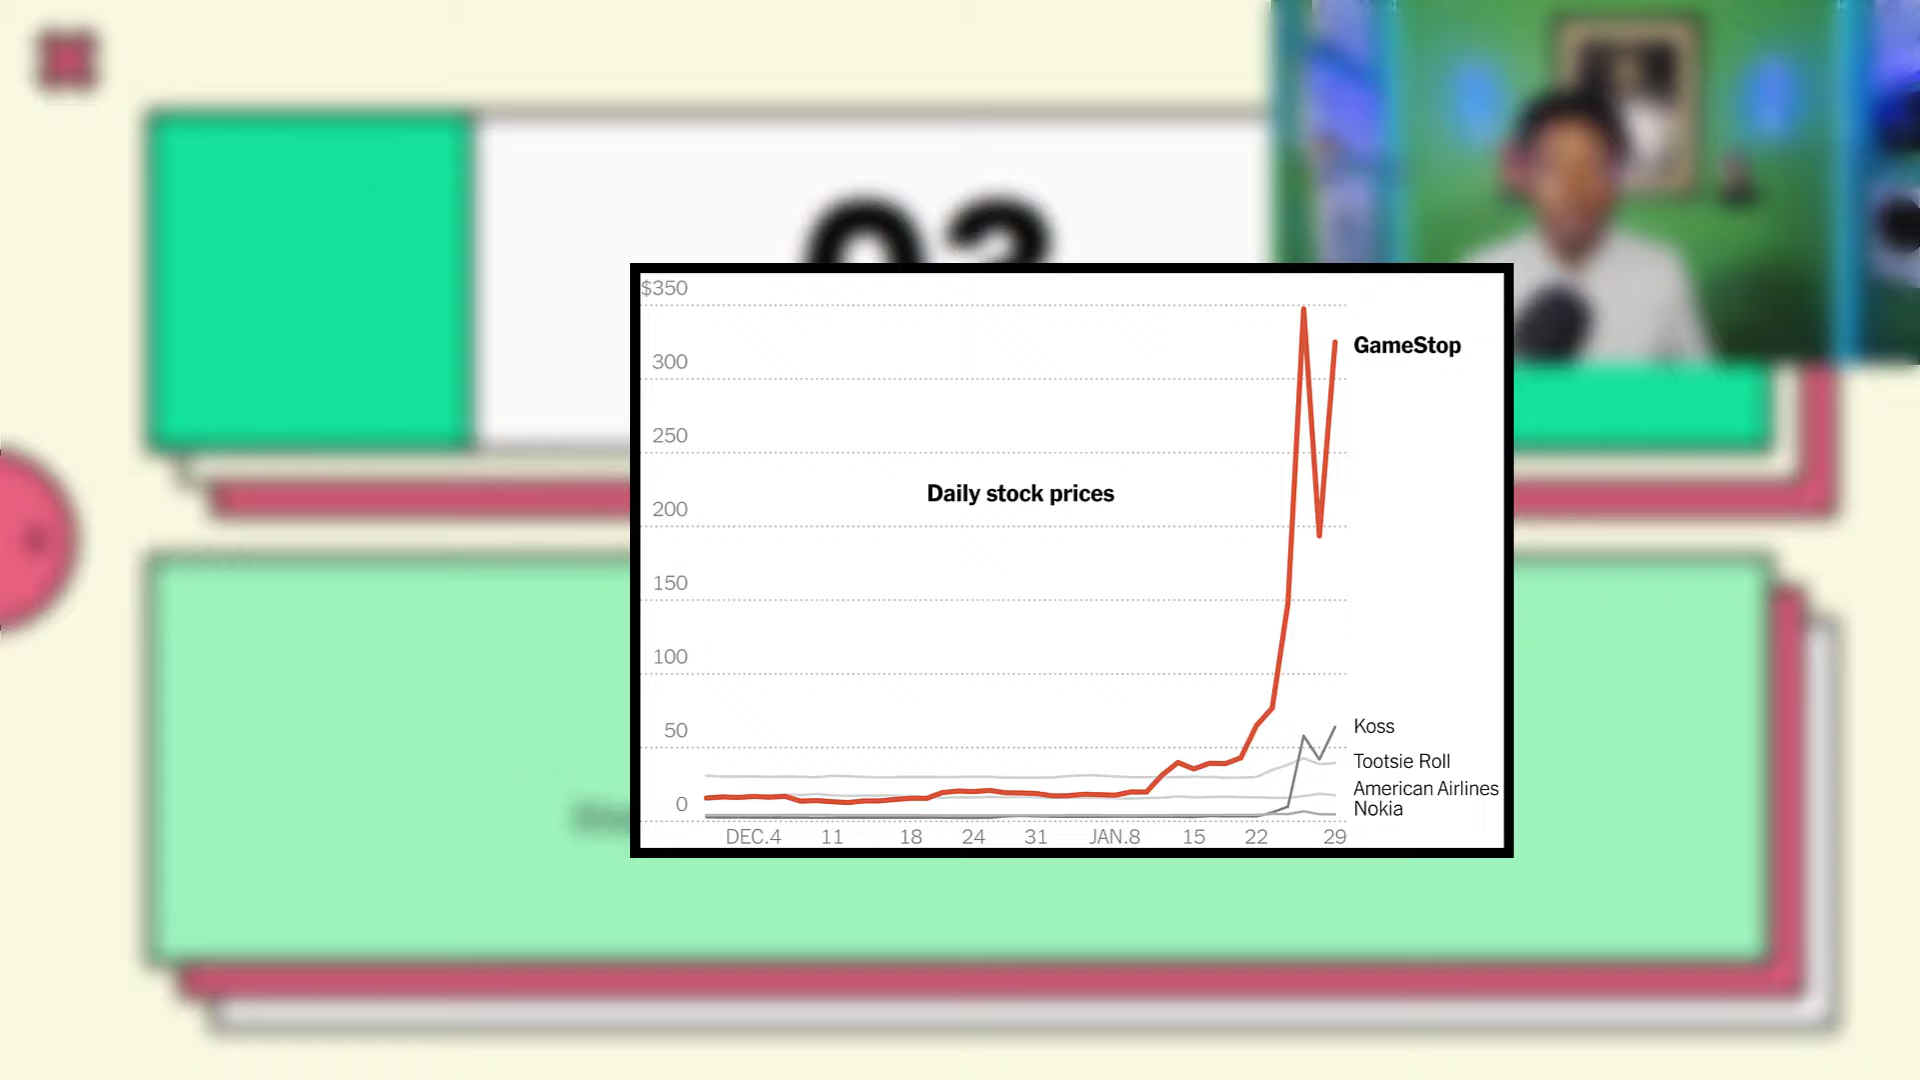 03
$350
300
GameStop
250
Daily stock prices
200
150
100
50
Koss
Tootsie Roll
American Airlines
0
Nokia
DEC.4 11 18 24 31 JAN.8 15 22 29